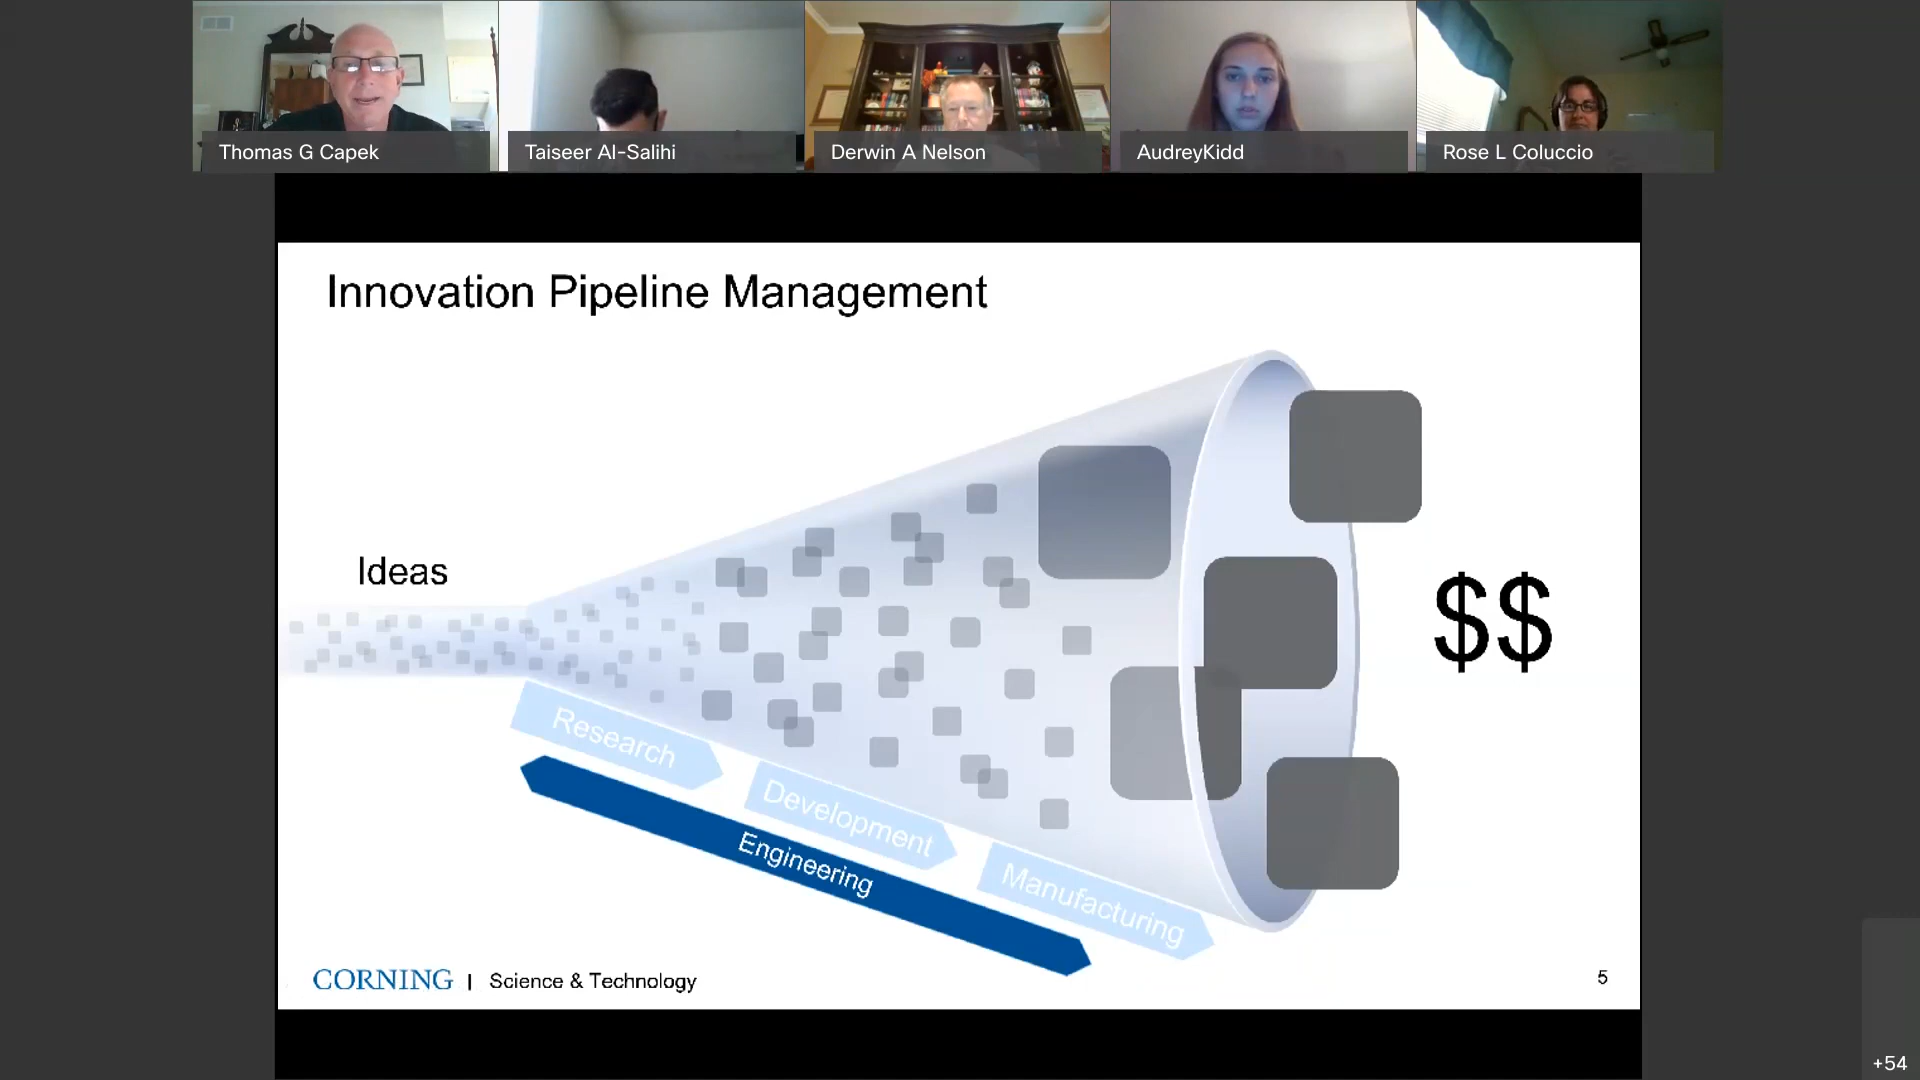 Thomas G Capek
Taiseer Al-Salihi
Derwin A Nelson
AudreyKidd
Rose L Coluccio
Innovation Pipeline Management
Ideas
$$
Research
Development
Manufacturing
Engineering
CORNING | Science & Technology
5
+54